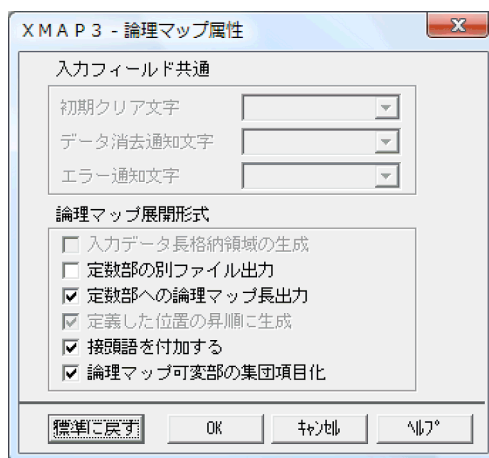 XMAP3-論理マップ属性
入力フィールド共通
初期クリア文字
データ消去通知文字
エラー通知文字
論理マップ展開形式
入力データ長格納領域の生成
定数部の別ファイル出力
定数部への論理マップ長出力
定義した位置の昇順に生成
接頭語を付加する
論理マップ可変部の集団項目化
標準に戻す OK ｷｬﾝｾﾙ ﾍﾙﾌﾟ